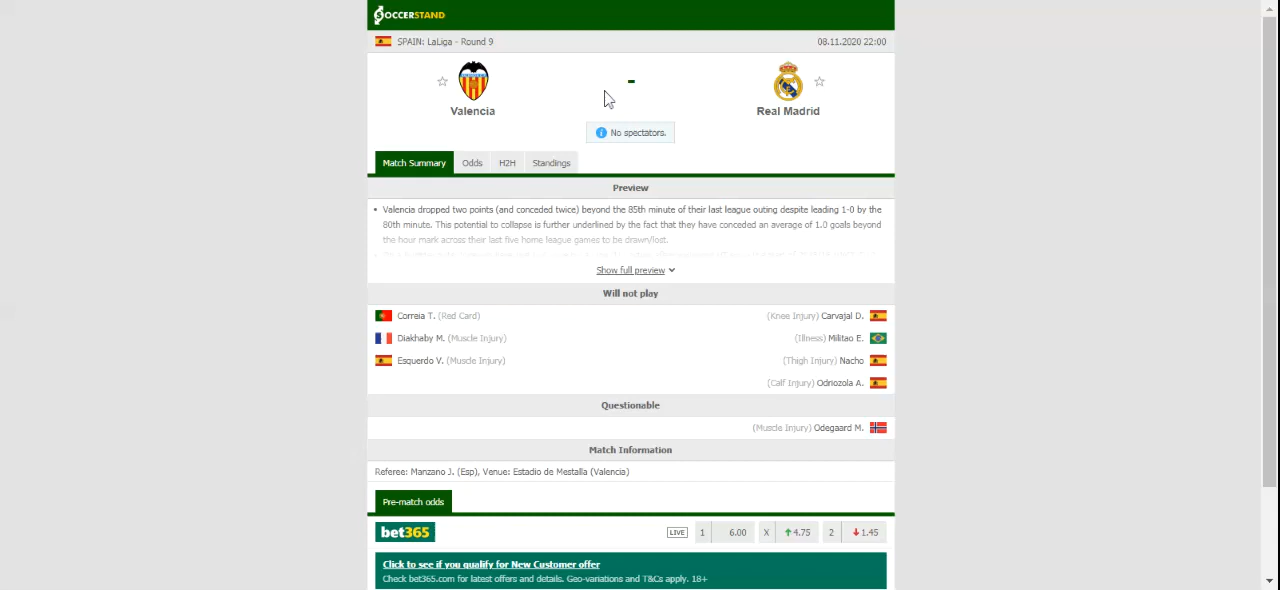 SOCCERSTAND
SPAIN: LaLiga - Round 9
08.11.2020 22:00
-
Valencia
Real Madrid
No spectators.
Match Summary
Odds
H2H
Standings
Preview
• Valencia dropped two points (and conceded twice) beyond the 85th minute of their last league outing despite leading 1-0 by the
80th minute. This potential to collapse is further underlined by the fact that they have conceded an average of 1.0 goals beyond
the hour mark across their last five home league games to be drawn/lost.
Show full preview
Will not play
Correia T. (Red Card)
(Knee Injury) Carvajal D.
Diakhaby M. (Muscle Injury)
(Illness) Militao E.
Esquerdo V. (Muscle Injury)
(Thigh Injury) Nacho
(Calf Injury) Odriozola A.
Questionable
(Muscle Injury) Odegaard M.
Match Information
Referee: Manzano J. (Esp), Venue: Estadio de Mestalla (Valencia)
Pre-match odds
bet365
LIVE
1 6.00
X 4.75
2 1.45
Click to see if you qualify for New Customer offer
Check bet365.com for latest offers and details. Geo-variations and T&Cs apply. 18+